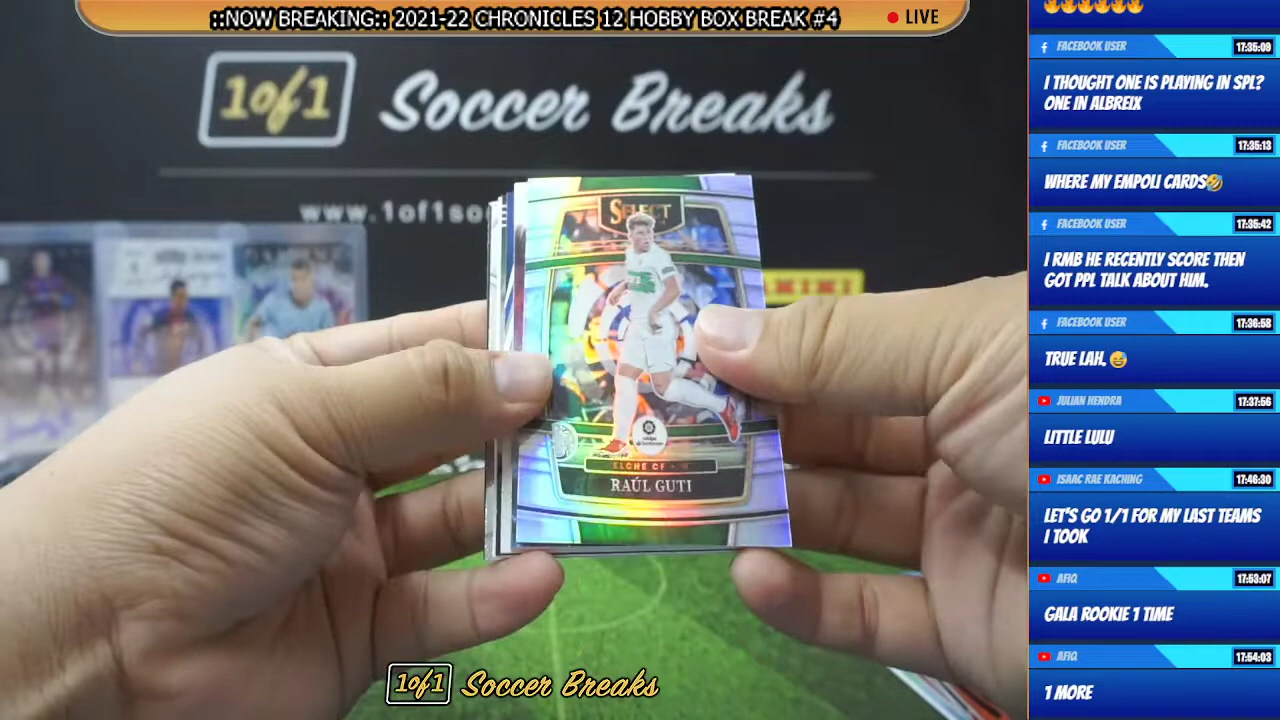 ::NOW BREAKING:: 2021-22 CHRONICLES 12 HOBBY BOX BREAK #4
LIVE
1of1 Soccer Breaks
www.1of1so
PANINI
SELECT
ELCHE CF
RAÚL GUTI
1of1 Soccer Breaks
FACEBOOK USER 17:35:09
I THOUGHT ONE IS PLAYING IN SPL?
ONE IN ALBREIX
FACEBOOK USER 17:35:13
WHERE MY EMPOLI CARDS🤣
FACEBOOK USER 17:35:42
I RMB HE RECENTLY SCORE THEN
GOT PPL TALK ABOUT HIM.
FACEBOOK USER 17:36:58
TRUE LAH. 😅
JULIAN HENDRA 17:37:56
LITTLE LULU
ISAAC RAE KACHING 17:46:30
LET'S GO 1/1 FOR MY LAST TEAMS
I TOOK
AFIQ 17:53:07
GALA ROOKIE 1 TIME
AFIQ 17:54:03
1 MORE